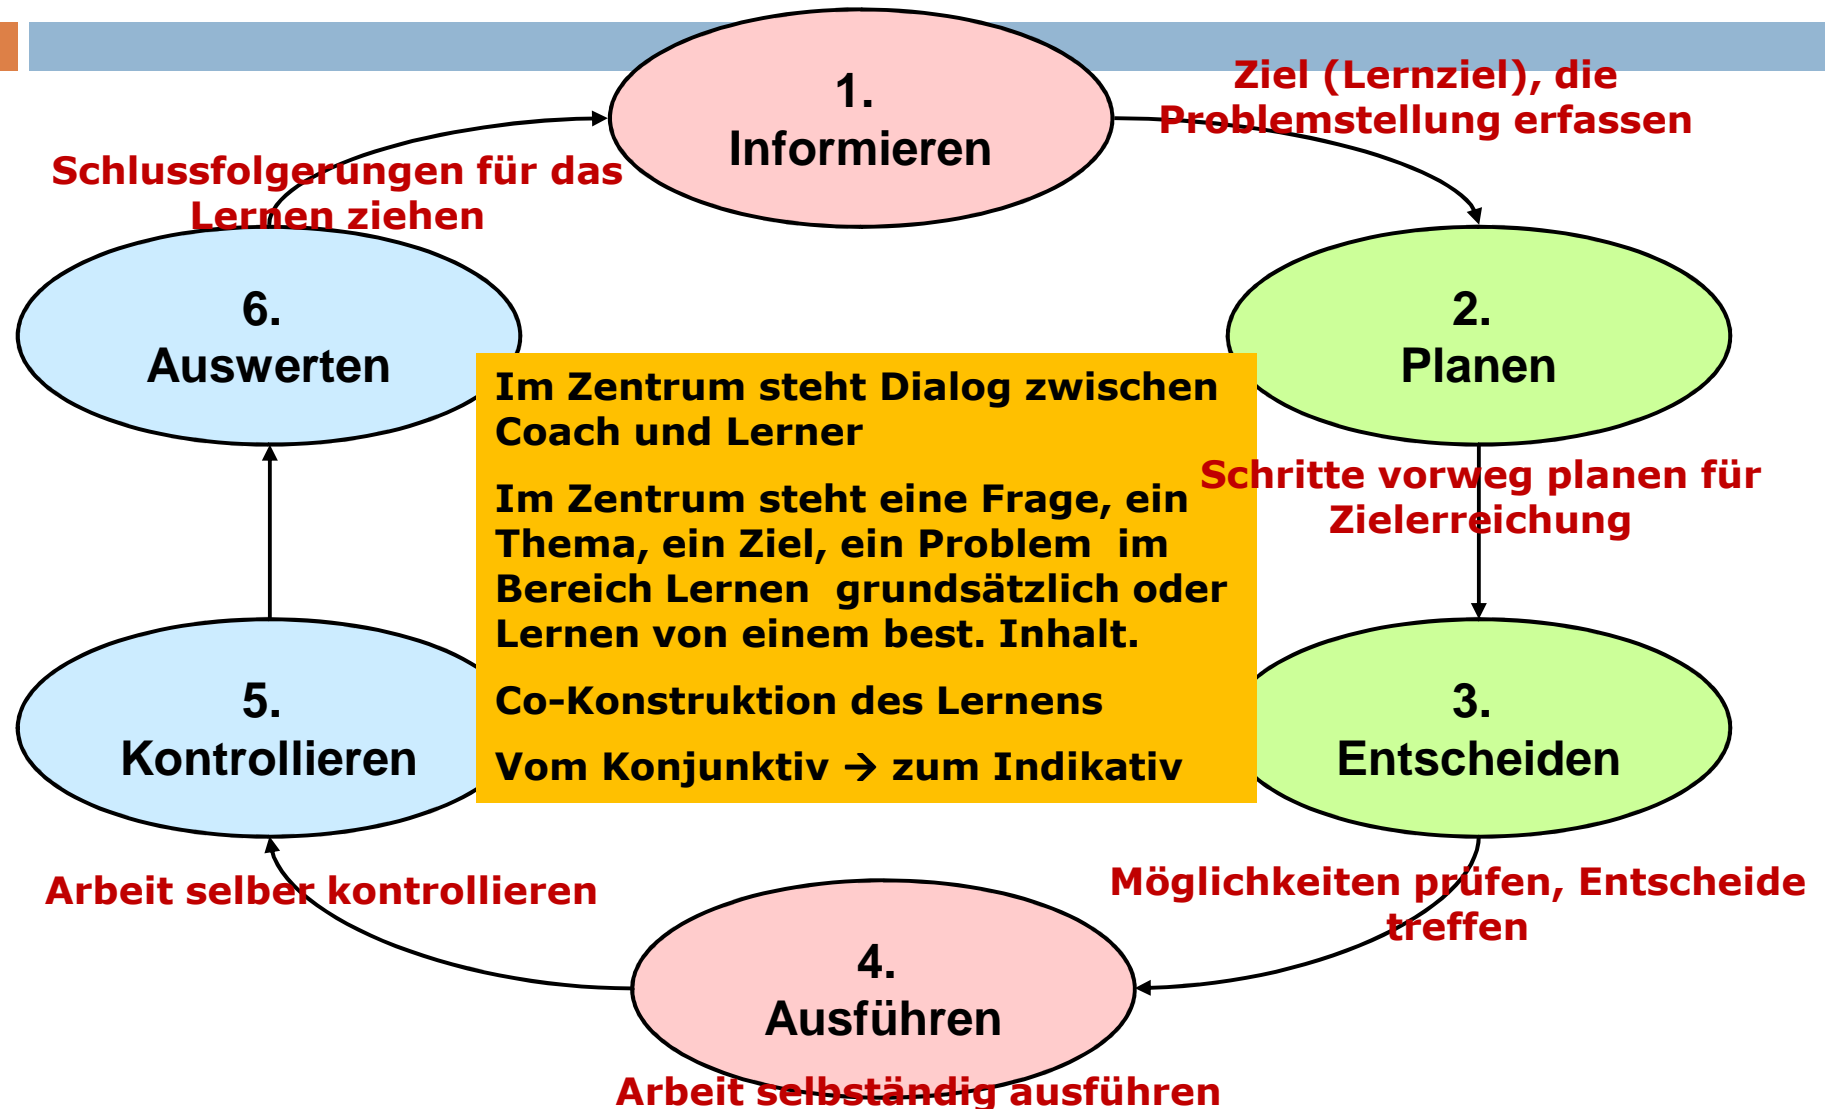 1.
Informieren
Ziel (Lernziel), die
Problemstellung erfassen
2.
Planen
Schritte vorweg planen für
Zielerreichung
3.
Entscheiden
Möglichkeiten prüfen, Entscheide
treffen
4.
Ausführen
Arbeit selbständig ausführen
5.
Kontrollieren
Arbeit selber kontrollieren
6.
Auswerten
Schlussfolgerungen für das
Lernen ziehen
Im Zentrum steht Dialog zwischen
Coach und Lerner
Im Zentrum steht eine Frage, ein
Thema, ein Ziel, ein Problem  im
Bereich Lernen  grundsätzlich oder
Lernen von einem best. Inhalt.
Co-Konstruktion des Lernens
Vom Konjunktiv → zum Indikativ